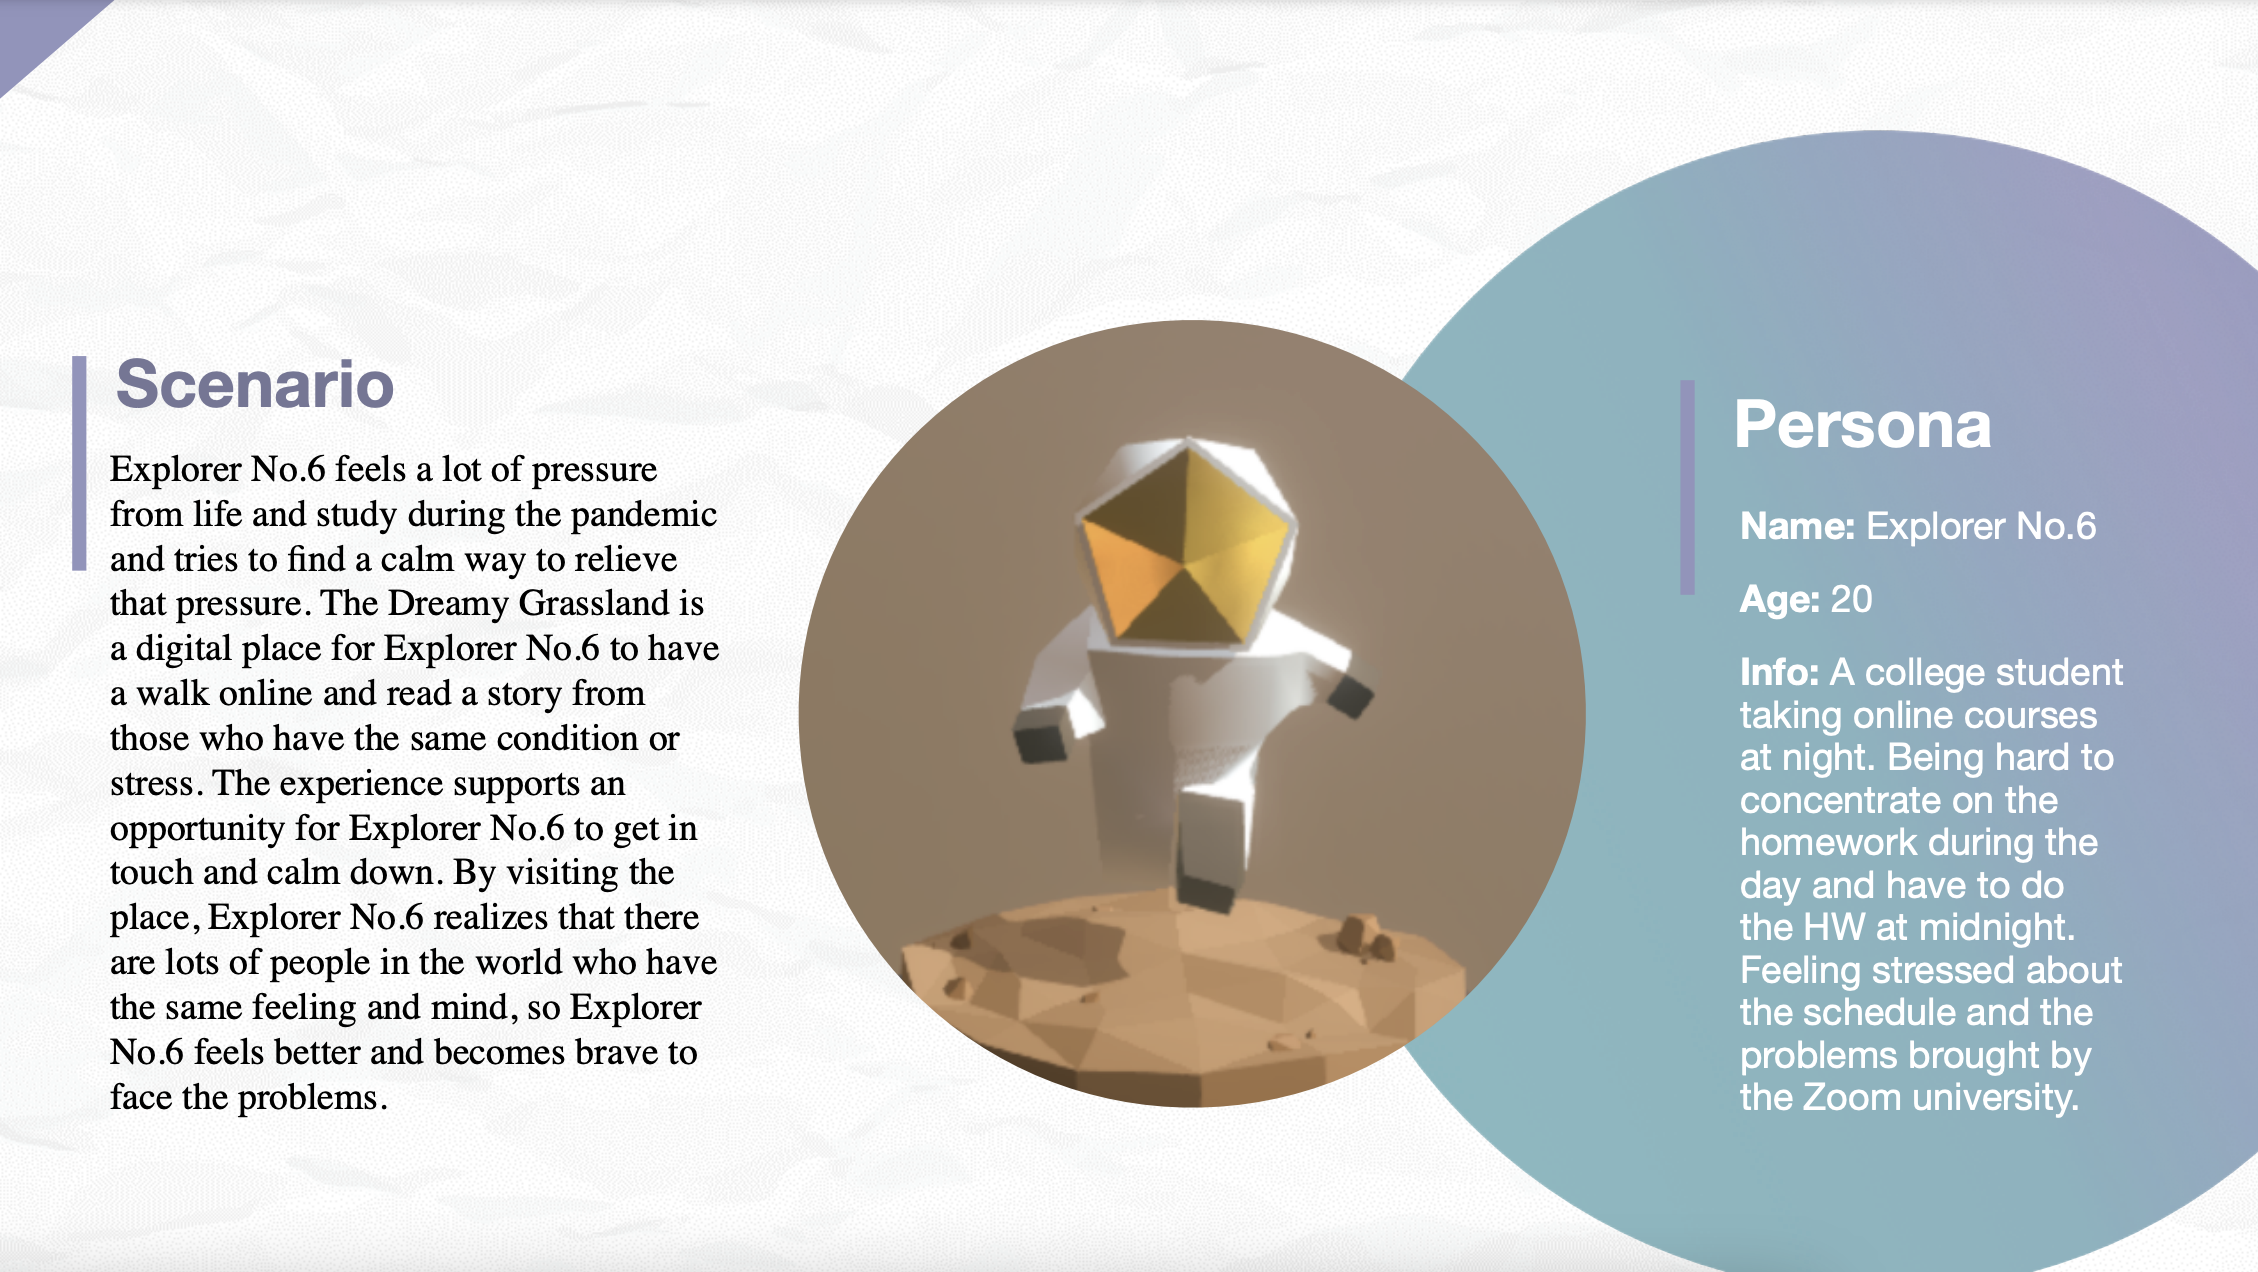 Scenario
Explorer No.6 feels a lot of pressure
from life and study during the pandemic
and tries to find a calm way to relieve
that pressure. The Dreamy Grassland is
a digital place for Explorer No.6 to have
a walk online and read a story from
those who have the same condition or
stress. The experience supports an
opportunity for Explorer No.6 to get in
touch and calm down. By visiting the
place, Explorer No.6 realizes that there
are lots of people in the world who have
the same feeling and mind, so Explorer
No.6 feels better and becomes brave to
face the problems.
Persona
Name: Explorer No.6
Age: 20
Info: A college student
taking online courses
at night. Being hard to
concentrate on the
homework during the
day and have to do
the HW at midnight.
Feeling stressed about
the schedule and the
problems brought by
the Zoom university.